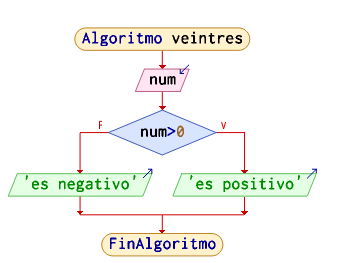 Algoritmo veintres
num
F
num>0
V
'es negativo'
'es positivo'
FinAlgoritmo